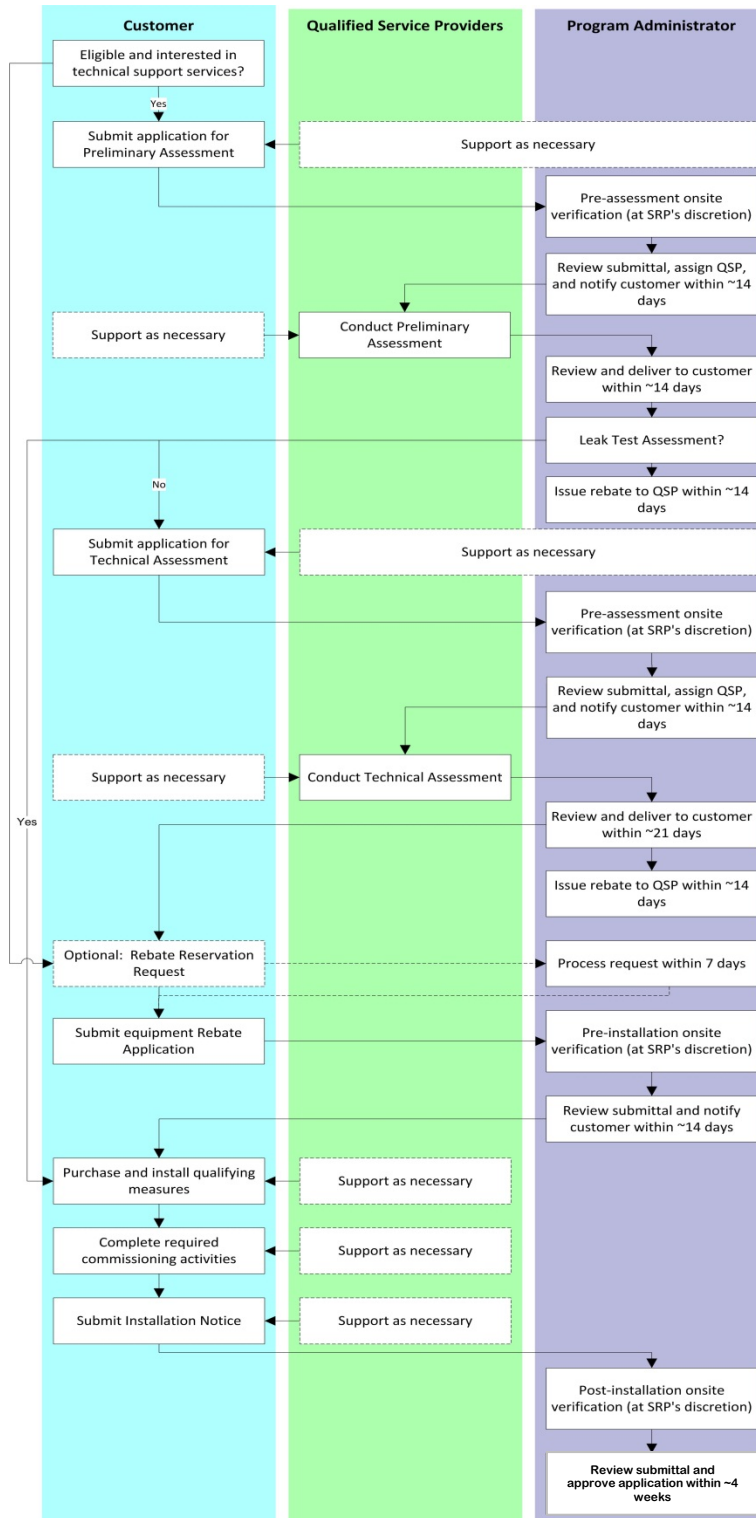 Customer
Qualified Service Providers
Program Administrator
Eligible and interested in
technical support services?
Yes
Submit application for
Preliminary Assessment
Support as necessary
Pre-assessment onsite
verification (at SRP's discretion)
Review submittal, assign QSP,
and notify customer within ~14
days
Support as necessary
Conduct Preliminary
Assessment
Review and deliver to customer
within ~14 days
Leak Test Assessment?
No
Issue rebate to QSP within ~14
days
Submit application for
Technical Assessment
Support as necessary
Pre-assessment onsite
verification (at SRP's discretion)
Review submittal, assign QSP,
and notify customer within ~14
days
Support as necessary
Conduct Technical Assessment
Yes
Review and deliver to customer
within ~21 days
Issue rebate to QSP within ~14
days
Optional:  Rebate Reservation
Request
Process request within 7 days
Submit equipment Rebate
Application
Pre-installation onsite
verification (at SRP's discretion)
Review submittal and notify
customer within ~14 days
Purchase and install qualifying
measures
Support as necessary
Complete required
commissioning activities
Support as necessary
Submit Installation Notice
Support as necessary
Post-installation onsite
verification (at SRP's discretion)
Review submittal and
approve application within ~4
weeks